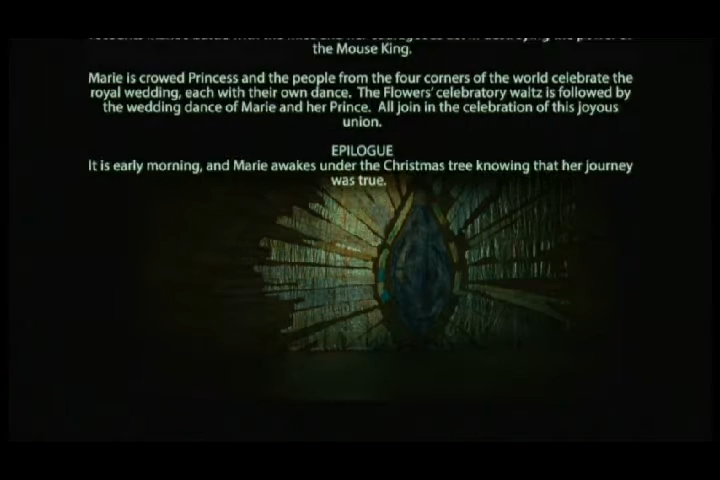 the Mouse King.
Marie is crowed Princess and the people from the four corners of the world celebrate the
royal wedding, each with their own dance. The Flowers' celebratory waltz is followed by
the wedding dance of Marie and her Prince. All join in the celebration of this joyous
union.
EPILOGUE
It is early morning, and Marie awakes under the Christmas tree knowing that her journey
was true.